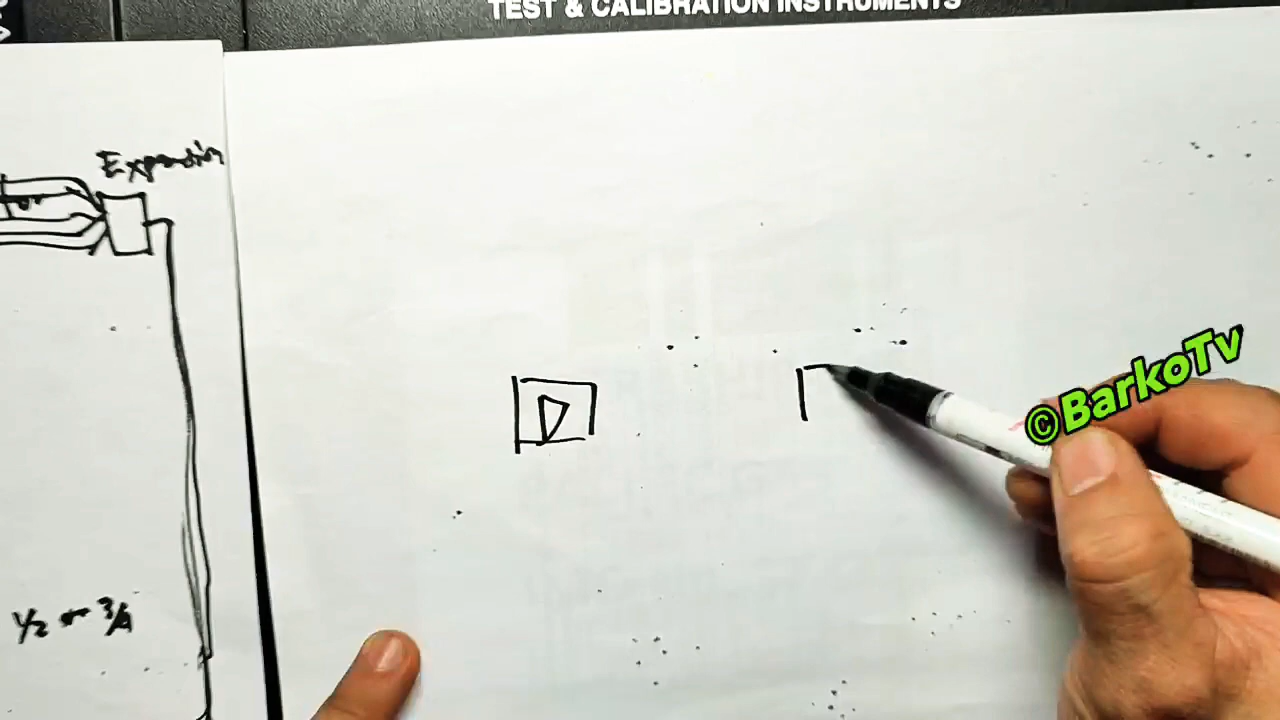 TEST & CALIBRATION INSTRUMENTS
Expansion
©BarkoTv
D
1/2 or 3/4